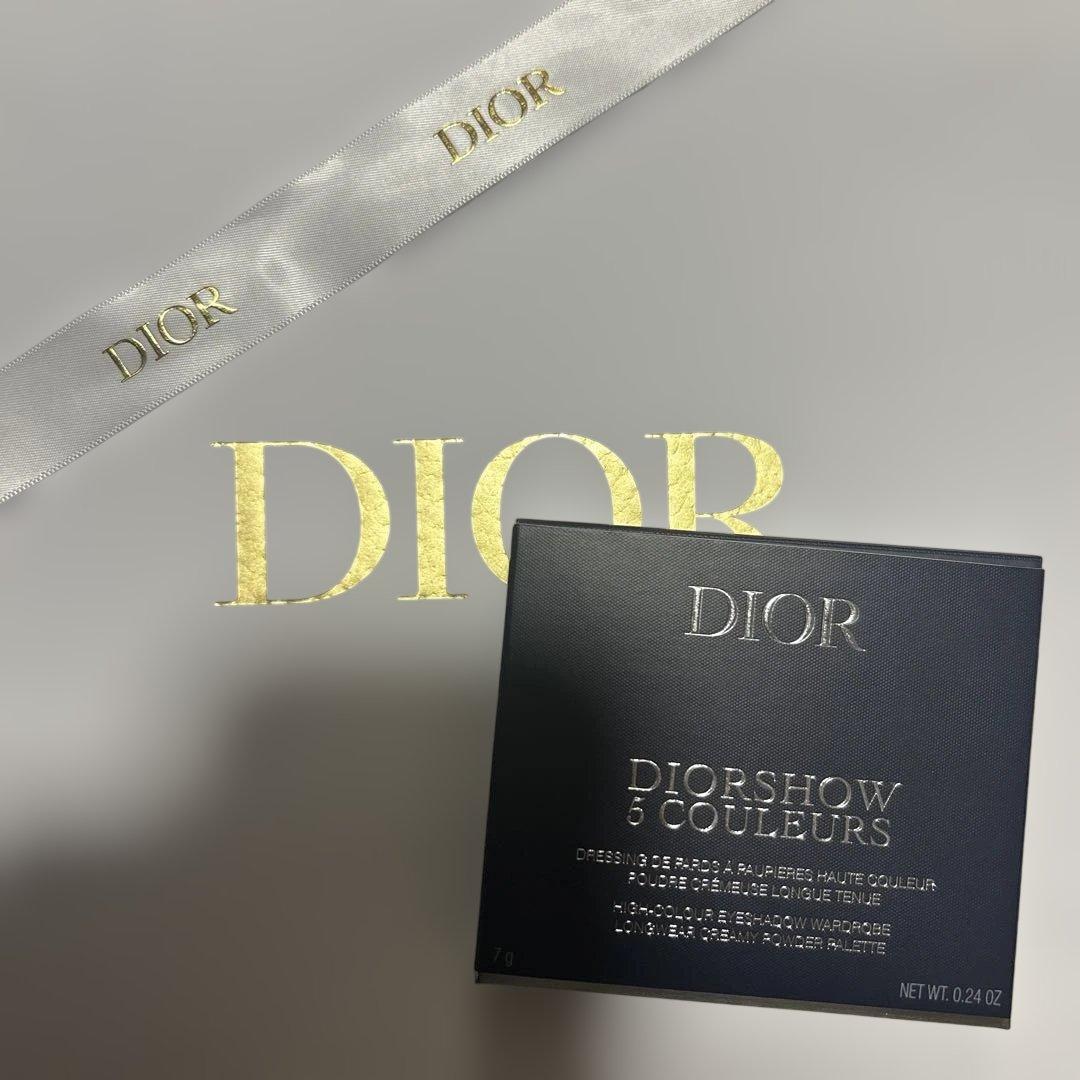 DIOR
DIOR
DIOR
DIOR
DIORSHOW
5 COULEURS
DRESSING DE FARDS À PAUPIÈRES HAUTE COULEUR
POUDRE CRÉMEUSE LONGUE TENUE
HIGH-COLOUR EYESHADOW WARDROBE
LONGWEAR CREAMY POWDER PALETTE
7 g
NET WT. 0.24 OZ